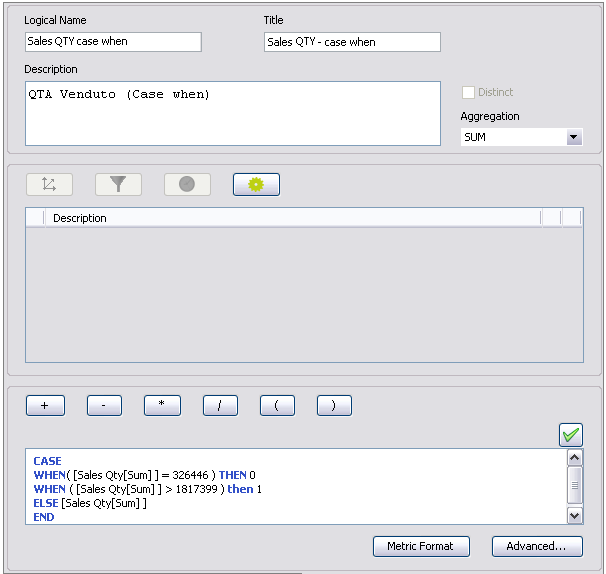 Logical Name
Title
Sales QTY case when
Sales QTY - case when
Description
QTA Venduto (Case when)
Distinct
Aggregation
SUM
Description
+ - * / ( )
CASE
WHEN( [Sales Qty[Sum] ] = 326446 ) THEN 0
WHEN ( [Sales Qty[Sum] ] > 1817399 ) then 1
ELSE [Sales Qty[Sum] ]
END
Metric Format
Advanced...